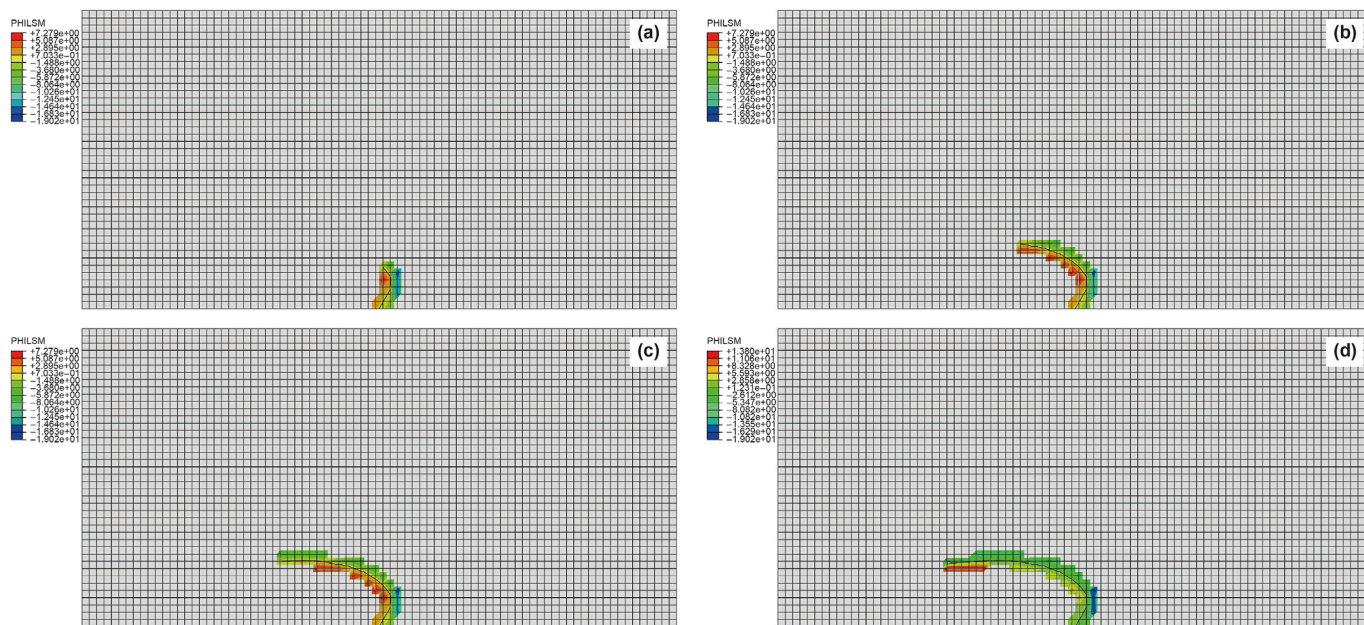 PHILSM
+7.279e+00
+5.087e+00
+2.895e+00
+7.033e−01
−1.488e+00
−3.680e+00
−5.872e+00
−8.064e+00
−1.026e+01
−1.245e+01
−1.464e+01
−1.683e+01
−1.902e+01
(a)
PHILSM
+7.279e+00
+5.087e+00
+2.895e+00
+7.033e−01
−1.488e+00
−3.680e+00
−5.872e+00
−8.064e+00
−1.026e+01
−1.245e+01
−1.464e+01
−1.683e+01
−1.902e+01
(b)
PHILSM
+7.279e+00
+5.087e+00
+2.895e+00
+7.033e−01
−1.488e+00
−3.680e+00
−5.872e+00
−8.064e+00
−1.026e+01
−1.245e+01
−1.464e+01
−1.683e+01
−1.902e+01
(c)
PHILSM
+1.380e+01
+1.106e+01
+8.328e+00
+5.593e+00
+2.858e+00
+1.231e−01
−2.612e+00
−5.347e+00
−8.082e+00
−1.082e+01
−1.355e+01
−1.629e+01
−1.902e+01
(d)